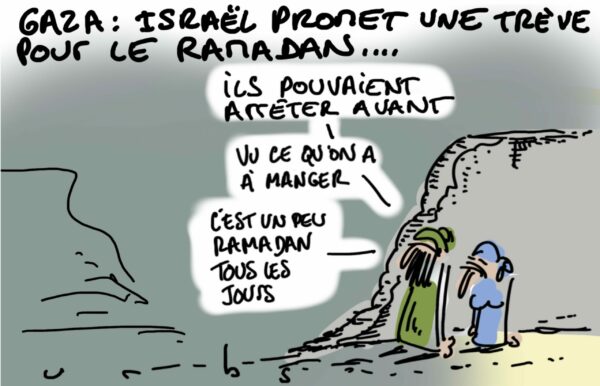 GAZA : ISRAËL PROMET UNE TRÈVE
POUR LE RAMADAN....
ILS POUVAIENT
ARRÊTER AVANT
VU CE QU'ON A
À MANGER
C'EST UN PEU
RAMADAN
TOUS LES
JOURS